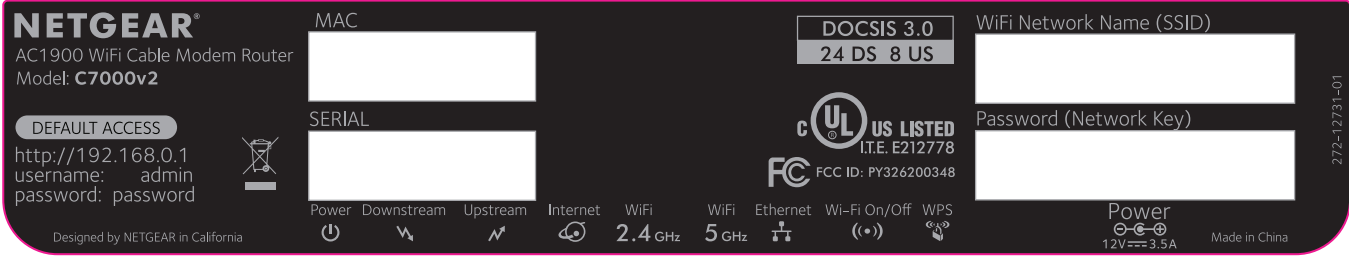 NETGEAR®
AC1900 WiFi Cable Modem Router
Model: C7000v2
DEFAULT ACCESS
http://192.168.0.1
username: admin
password: password
Designed by NETGEAR in California
MAC
SERIAL
DOCSIS 3.0
24 DS 8 US
C UL® US LISTED
I.T.E. E212778
FC FCC ID: PY326200348
WiFi Network Name (SSID)
Password (Network Key)
272-12731-01
Power Downstream Upstream Internet WiFi WiFi Ethernet Wi-Fi On/Off WPS
2.4 GHz 5 GHz
Power
12V 3.5A
Made in China